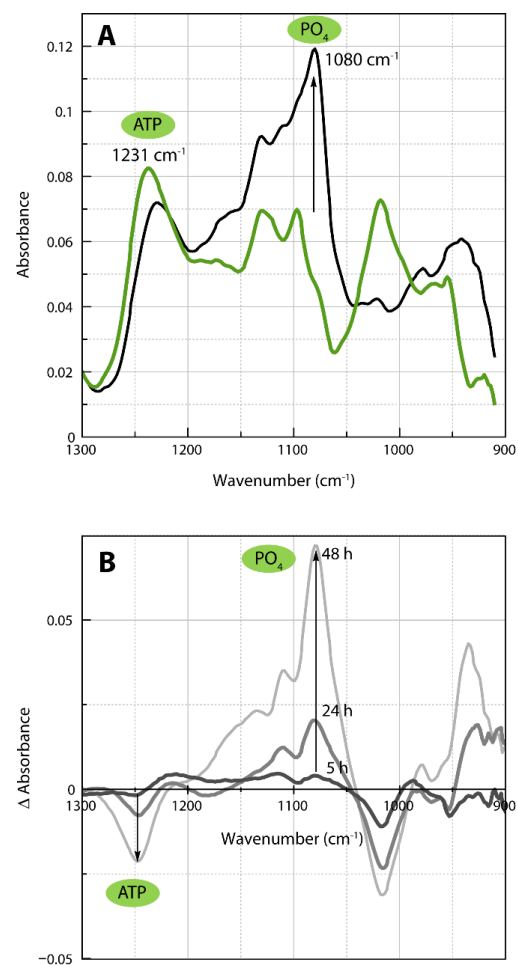 A
PO4
1080 cm-1
ATP
1231 cm-1
0.12
0.1
0.08
0.06
0.04
0.02
0
Absorbance
1300
1200
1100
1000
900
Wavenumber (cm-1)
B
PO4
48 h
24 h
5 h
0.05
0
−0.05
Δ Absorbance
1300
1200
1100
1000
900
Wavenumber (cm-1)
ATP